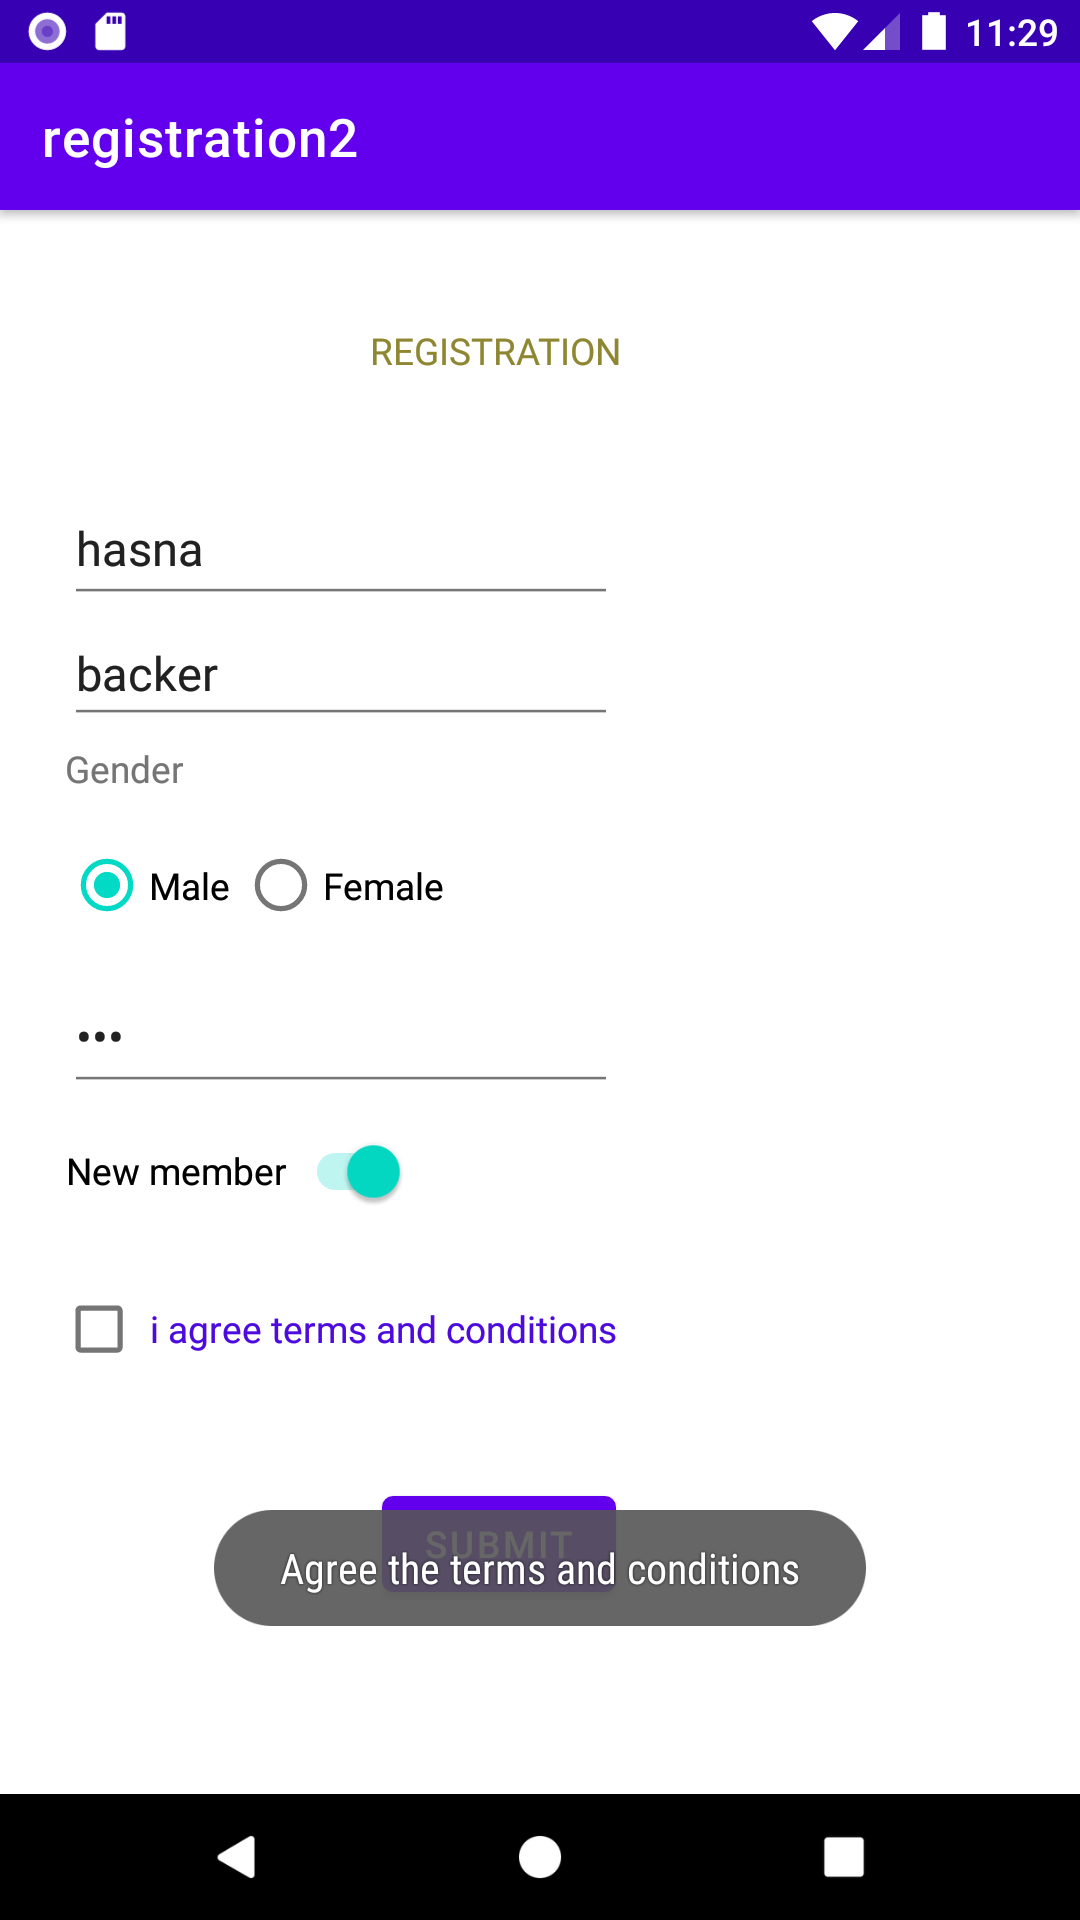 11:29
registration2
REGISTRATION
hasna
backer
Gender
Male Female
•••
New member
i agree terms and conditions
SUBMIT
Agree the terms and conditions